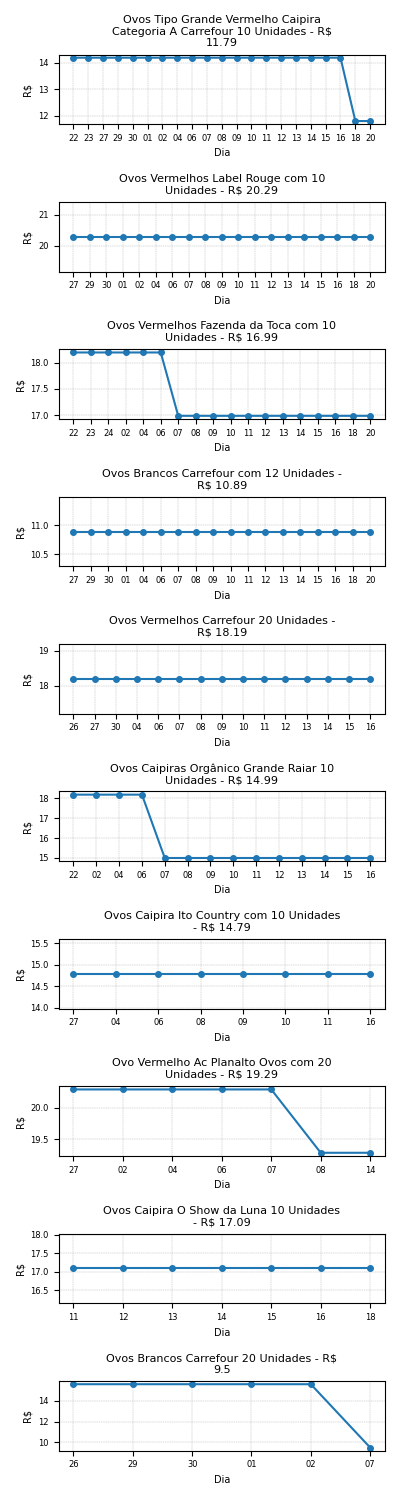 Ovos Tipo Grande Vermelho Caipira
Categoria A Carrefour 10 Unidades - R$
11.79
14
13
12
R$
22 23 27 29 30 01 02 04 06 07 08 09 10 11 12 13 14 15 16 18 20
Dia
Ovos Vermelhos Label Rouge com 10
Unidades - R$ 20.29
21
20
R$
27 29 30 01 02 04 06 07 08 09 10 11 12 13 14 15 16 18 20
Dia
Ovos Vermelhos Fazenda da Toca com 10
Unidades - R$ 16.99
18.0
17.5
17.0
R$
22 23 24 02 04 06 07 08 09 10 11 12 13 14 15 16 18 20
Dia
Ovos Brancos Carrefour com 12 Unidades -
R$ 10.89
11.0
10.5
R$
27 29 30 01 04 06 07 08 09 10 11 12 13 14 15 16 18 20
Dia
Ovos Vermelhos Carrefour 20 Unidades -
R$ 18.19
19
18
R$
26 27 30 04 06 07 08 09 10 11 12 13 14 15 16
Dia
Ovos Caipiras Orgânico Grande Raiar 10
Unidades - R$ 14.99
18
17
16
15
R$
22 02 04 06 07 08 09 10 11 12 13 14 15 16
Dia
Ovos Caipira Ito Country com 10 Unidades
- R$ 14.79
15.5
15.0
14.5
14.0
R$
27 04 06 08 09 10 11 16
Dia
Ovo Vermelho Ac Planalto Ovos com 20
Unidades - R$ 19.29
20.0
19.5
R$
27 02 04 06 07 08 14
Dia
Ovos Caipira O Show da Luna 10 Unidades
- R$ 17.09
18.0
17.5
17.0
16.5
R$
11 12 13 14 15 16 18
Dia
Ovos Brancos Carrefour 20 Unidades - R$
9.5
14
12
10
R$
26 29 30 01 02 07
Dia